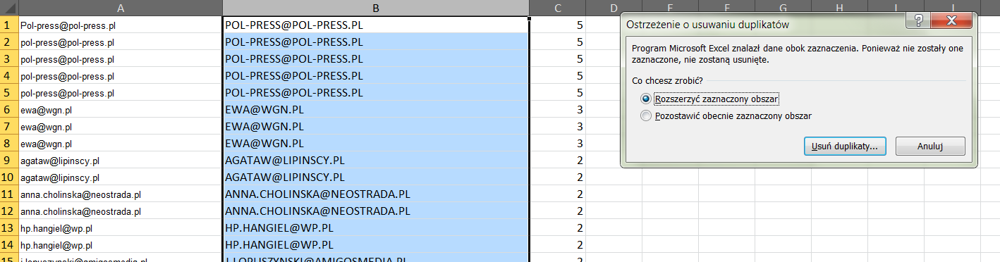 A B C D E F G H I J
1 Pol-press@pol-press.pl POL-PRESS@POL-PRESS.PL 5
2 pol-press@pol-press.pl POL-PRESS@POL-PRESS.PL 5
3 pol-press@pol-press.pl POL-PRESS@POL-PRESS.PL 5
4 pol-press@pol-press.pl POL-PRESS@POL-PRESS.PL 5
5 pol-press@pol-press.pl POL-PRESS@POL-PRESS.PL 5
6 ewa@wgn.pl EWA@WGN.PL 3
7 ewa@wgn.pl EWA@WGN.PL 3
8 ewa@wgn.pl EWA@WGN.PL 3
9 agataw@lipinscy.pl AGATAW@LIPINSCY.PL 2
10 agataw@lipinscy.pl AGATAW@LIPINSCY.PL 2
11 anna.cholinska@neostrada.pl ANNA.CHOLINSKA@NEOSTRADA.PL 2
12 anna.cholinska@neostrada.pl ANNA.CHOLINSKA@NEOSTRADA.PL 2
13 hp.hangiel@wp.pl HP.HANGIEL@WP.PL 2
14 hp.hangiel@wp.pl HP.HANGIEL@WP.PL 2
15 j.lopuszynski@amigosmedia.pl J.LOPUSZYNSKI@AMIGOSMEDIA.PL 2
Ostrzeżenie o usuwaniu duplikatów
Program Microsoft Excel znalazł dane obok zaznaczenia. Ponieważ nie zostały one
zaznaczone, nie zostaną usunięte.
Co chcesz zrobić?
Rozszerzyć zaznaczony obszar
Pozostawić obecnie zaznaczony obszar
Usuń duplikaty... Anuluj